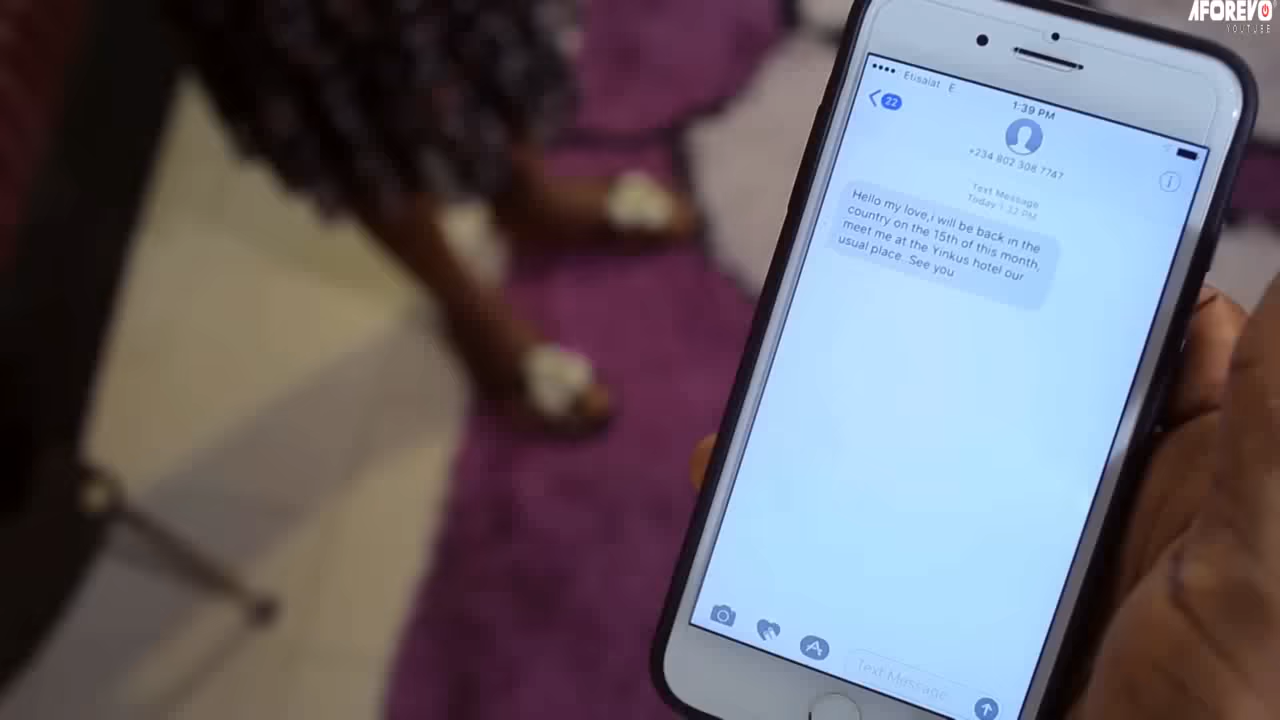 AFOREVO
YOUTUBE
Etisalat E
1:39 PM
22
+234 802 308 7747
Text Message
Today 1:32 PM
Hello my love,i will be back in the
country on the 15th of this month,
meet me at the Yinkus hotel our
usual place. See you
Text Message